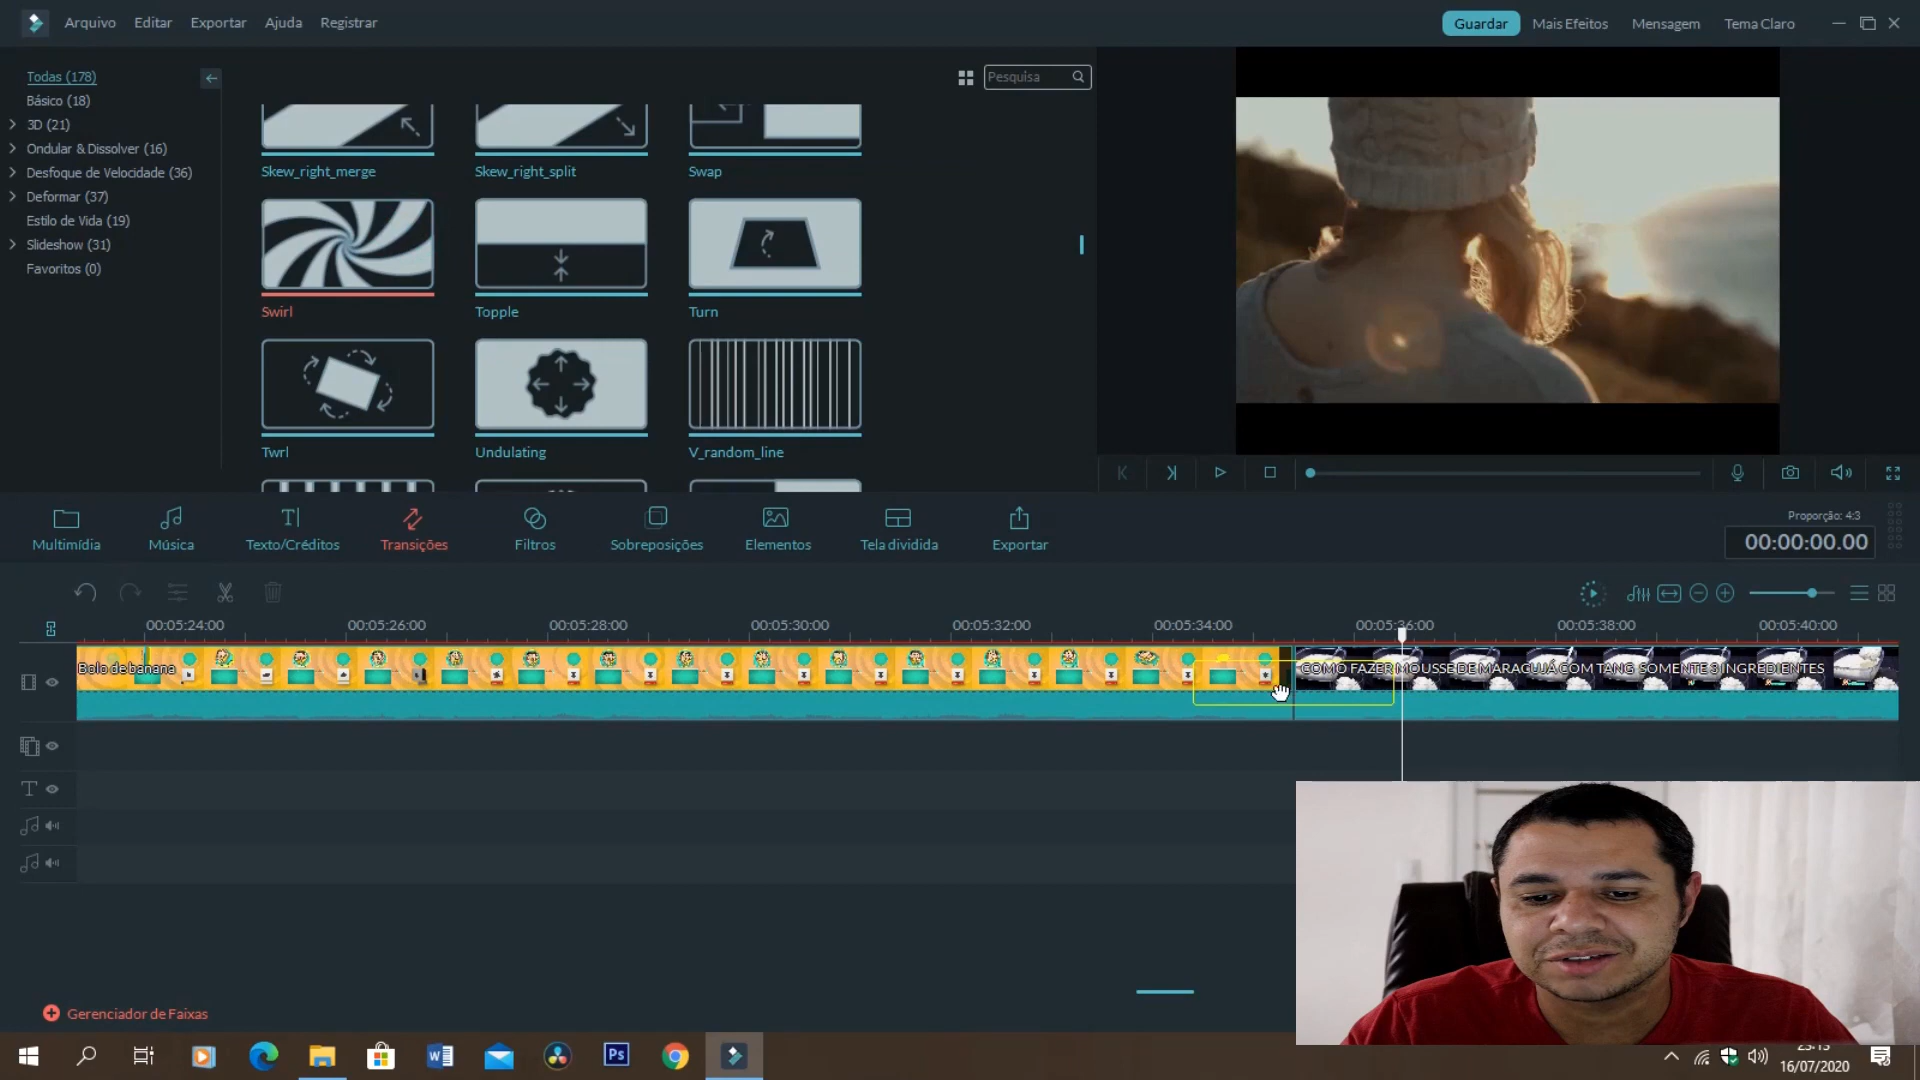 Arquivo Editar Exportar Ajuda Registrar
Guardar Mais Efeitos Mensagem Tema Claro
Todas (178)
Básico (18)
3D (21)
Ondular & Dissolver (16)
Desfoque de Velocidade (36)
Deformar (37)
Estilo de Vida (19)
Slideshow (31)
Favoritos (0)
Pesquisa
Skew_right_merge Skew_right_split Swap
Swirl Topple Turn
Twrl Undulating V_random_line
Multimídia Música Texto/Créditos Transições Filtros Sobreposições Elementos Tela dividida Exportar
Proporção: 4:3
00:00:00.00
00:05:24:00 00:05:26:00 00:05:28:00 00:05:30:00 00:05:32:00 00:05:34:00 00:05:36:00 00:05:38:00 00:05:40:00
Bolo de banana
COMO FAZER MOUSSE DE MARACUJÁ COM TANG SOMENTE 3 INGREDIENTES
T
Gerenciador de Faixas
Ps
16/07/2020